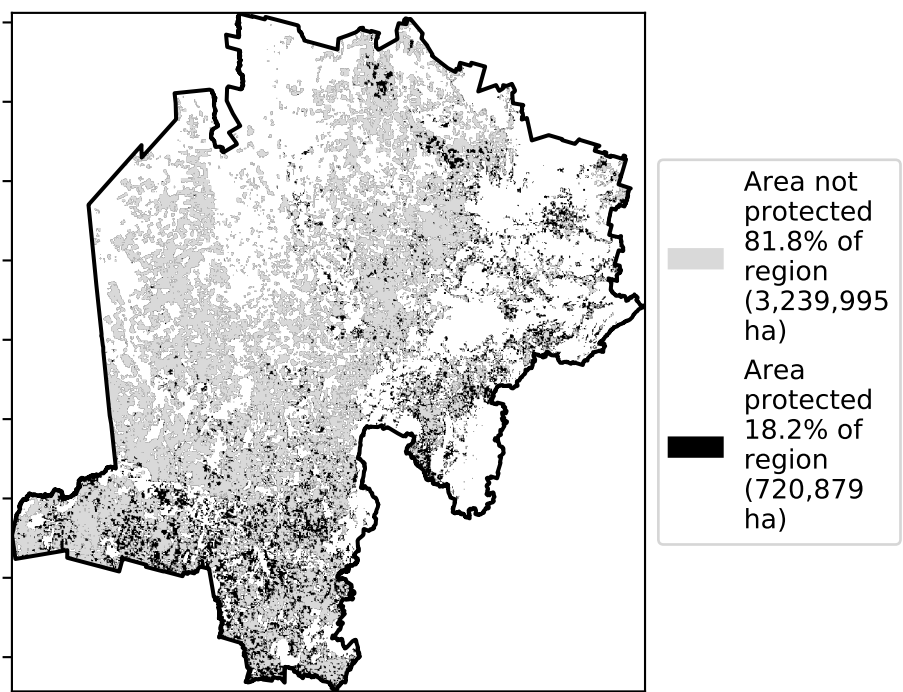 Area not
protected
81.8% of
region
(3,239,995
ha)
Area
protected
18.2% of
region
(720,879
ha)